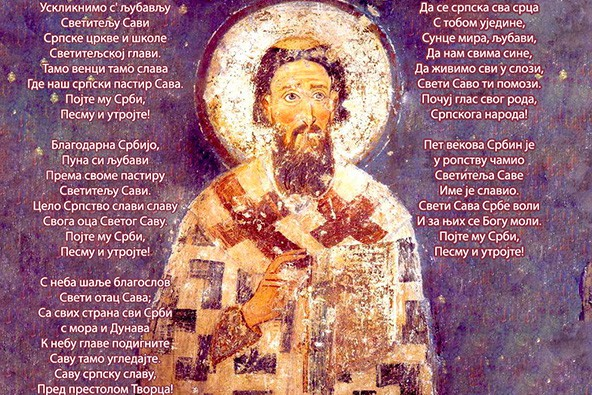 Ускликнимо с' љубављу
Светитељу Сави
Српске цркве и школе
Светитељској глави.
Тамо венци тамо слава
Где наш српски пастир Сава.
Појте му Срби,
Песму и утројте!
Благодарна Србијо,
Пуна си љубави
Према своме пастиру
Светитељу Сави.
Цело Српство слави славу
Свога оца Светог Саву.
Појте му Срби,
Песму и утројте!
С неба шаље благослов
Свети отац Сава;
Са свих страна сви Срби
с мора и Дунава
К небу главе подигните
Саву тамо угледајте.
Саву српску славу,
Пред престолом Творца!
Да се српска сва срца
С тобом уједине,
Сунце мира, љубави,
Да нам свима сине,
Да живимо сви у слози,
Свети Саво ти помози.
Почуј глас свог рода,
Српскога народа!
Пет векова Србин је
у ропству чамио
Светитеља Саве
Име је славио.
Свети Сава Србе воли
И за њих се Богу моли.
Појте му Срби,
Песму и утројте!